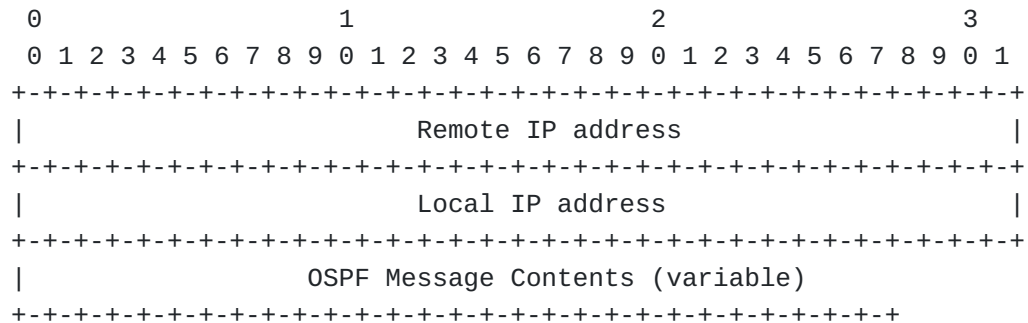 0                   1                   2                   3
 0 1 2 3 4 5 6 7 8 9 0 1 2 3 4 5 6 7 8 9 0 1 2 3 4 5 6 7 8 9 0 1
+-+-+-+-+-+-+-+-+-+-+-+-+-+-+-+-+-+-+-+-+-+-+-+-+-+-+-+-+-+-+-+-+
|                         Remote IP address                     |
+-+-+-+-+-+-+-+-+-+-+-+-+-+-+-+-+-+-+-+-+-+-+-+-+-+-+-+-+-+-+-+-+
|                         Local IP address                      |
+-+-+-+-+-+-+-+-+-+-+-+-+-+-+-+-+-+-+-+-+-+-+-+-+-+-+-+-+-+-+-+-+
|                  OSPF Message Contents (variable)
+-+-+-+-+-+-+-+-+-+-+-+-+-+-+-+-+-+-+-+-+-+-+-+-+-+-+-+-+